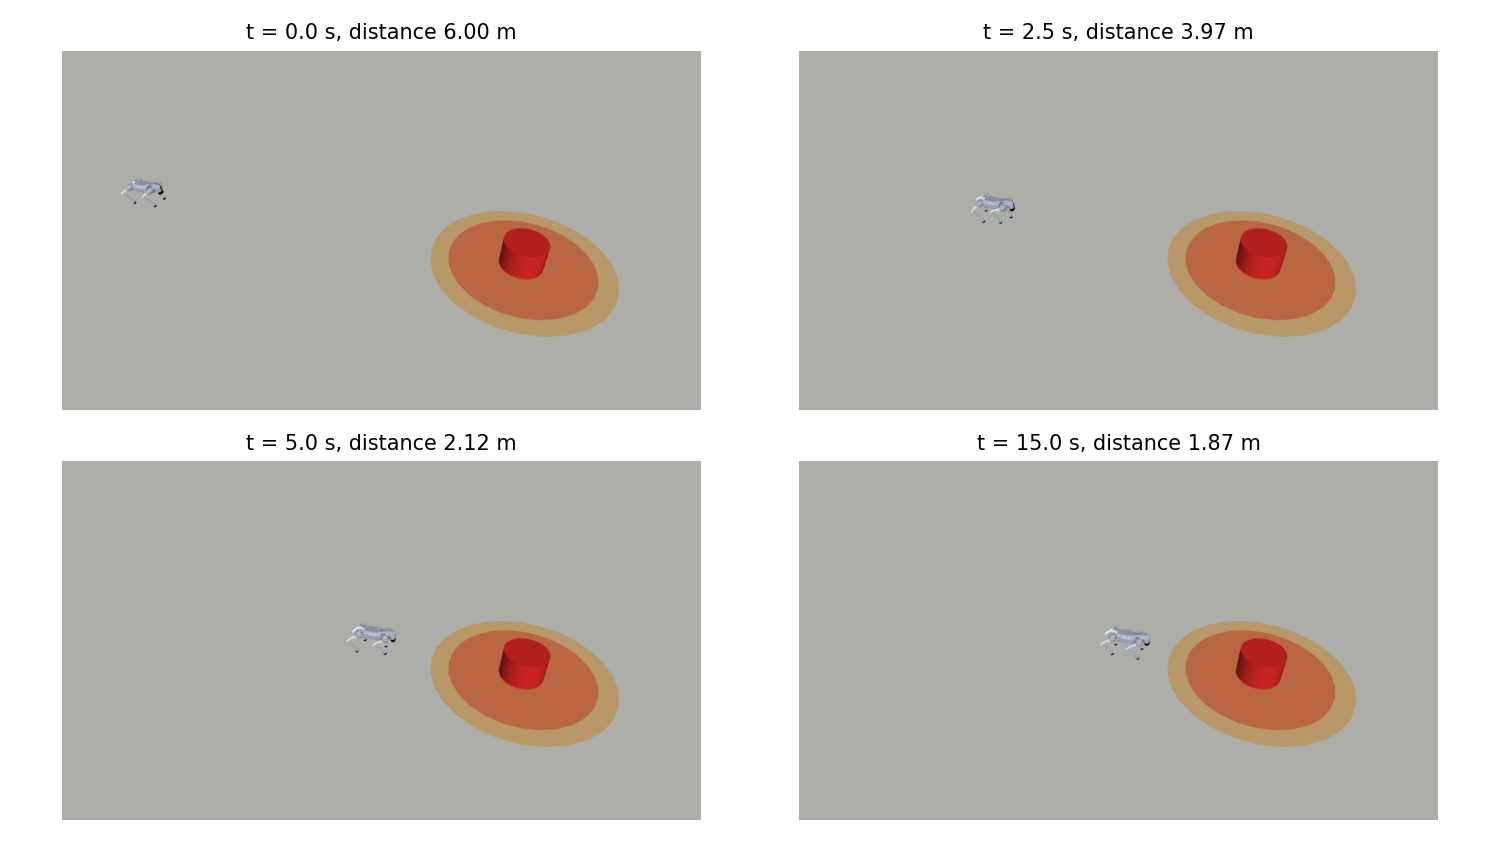 t = 0.0 s, distance 6.00 m
t = 2.5 s, distance 3.97 m
t = 5.0 s, distance 2.12 m
t = 15.0 s, distance 1.87 m